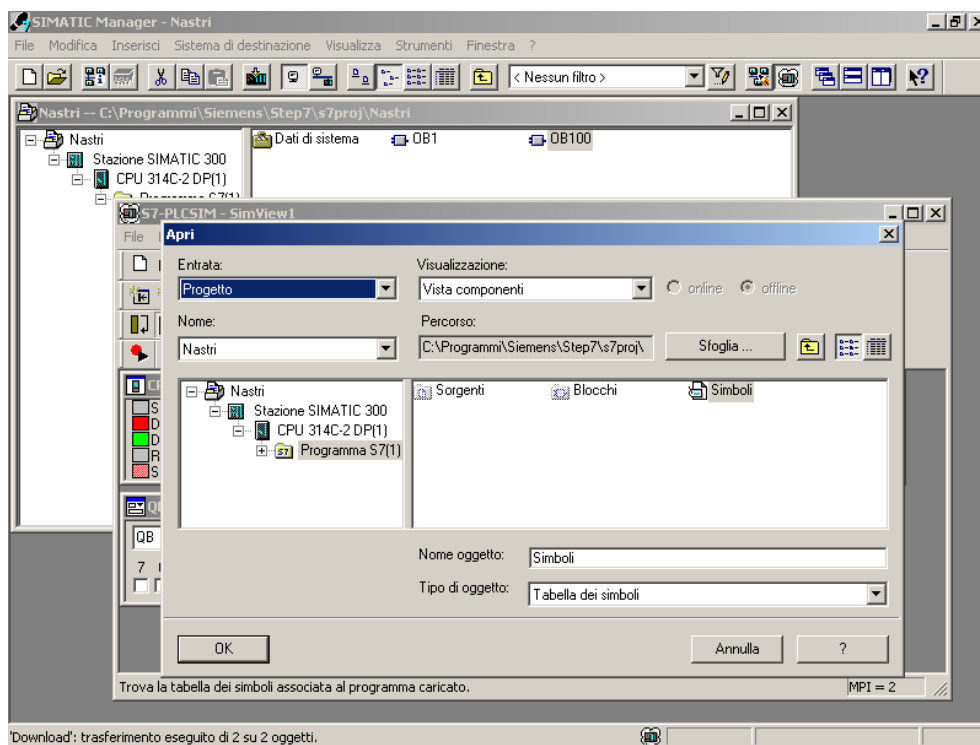 SIMATIC Manager - Nastri
File Modifica Inserisci Sistema di destinazione Visualizza Strumenti Finestra ?
< Nessun filtro >
Nastri -- C:\Programmi\Siemens\Step7\s7proj\Nastri
Nastri
Stazione SIMATIC 300
CPU 314C-2 DP(1)
Dati di sistema
OB1
OB100
S7-PLCSIM - SimView1
File
Apri
Entrata:
Progetto
Visualizzazione:
Vista componenti
online
offline
Nome:
Nastri
Percorso:
C:\Programmi\Siemens\Step7\s7proj\
Sfoglia ...
Nastri
Stazione SIMATIC 300
CPU 314C-2 DP(1)
S7 Programma S7(1)
Sorgenti
Blocchi
Simboli
S
D
D
R
S
QB
7
Nome oggetto:
Simboli
Tipo di oggetto:
Tabella dei simboli
OK
Annulla
?
Trova la tabella dei simboli associata al programma caricato.
MPI = 2
'Download': trasferimento eseguito di 2 su 2 oggetti.